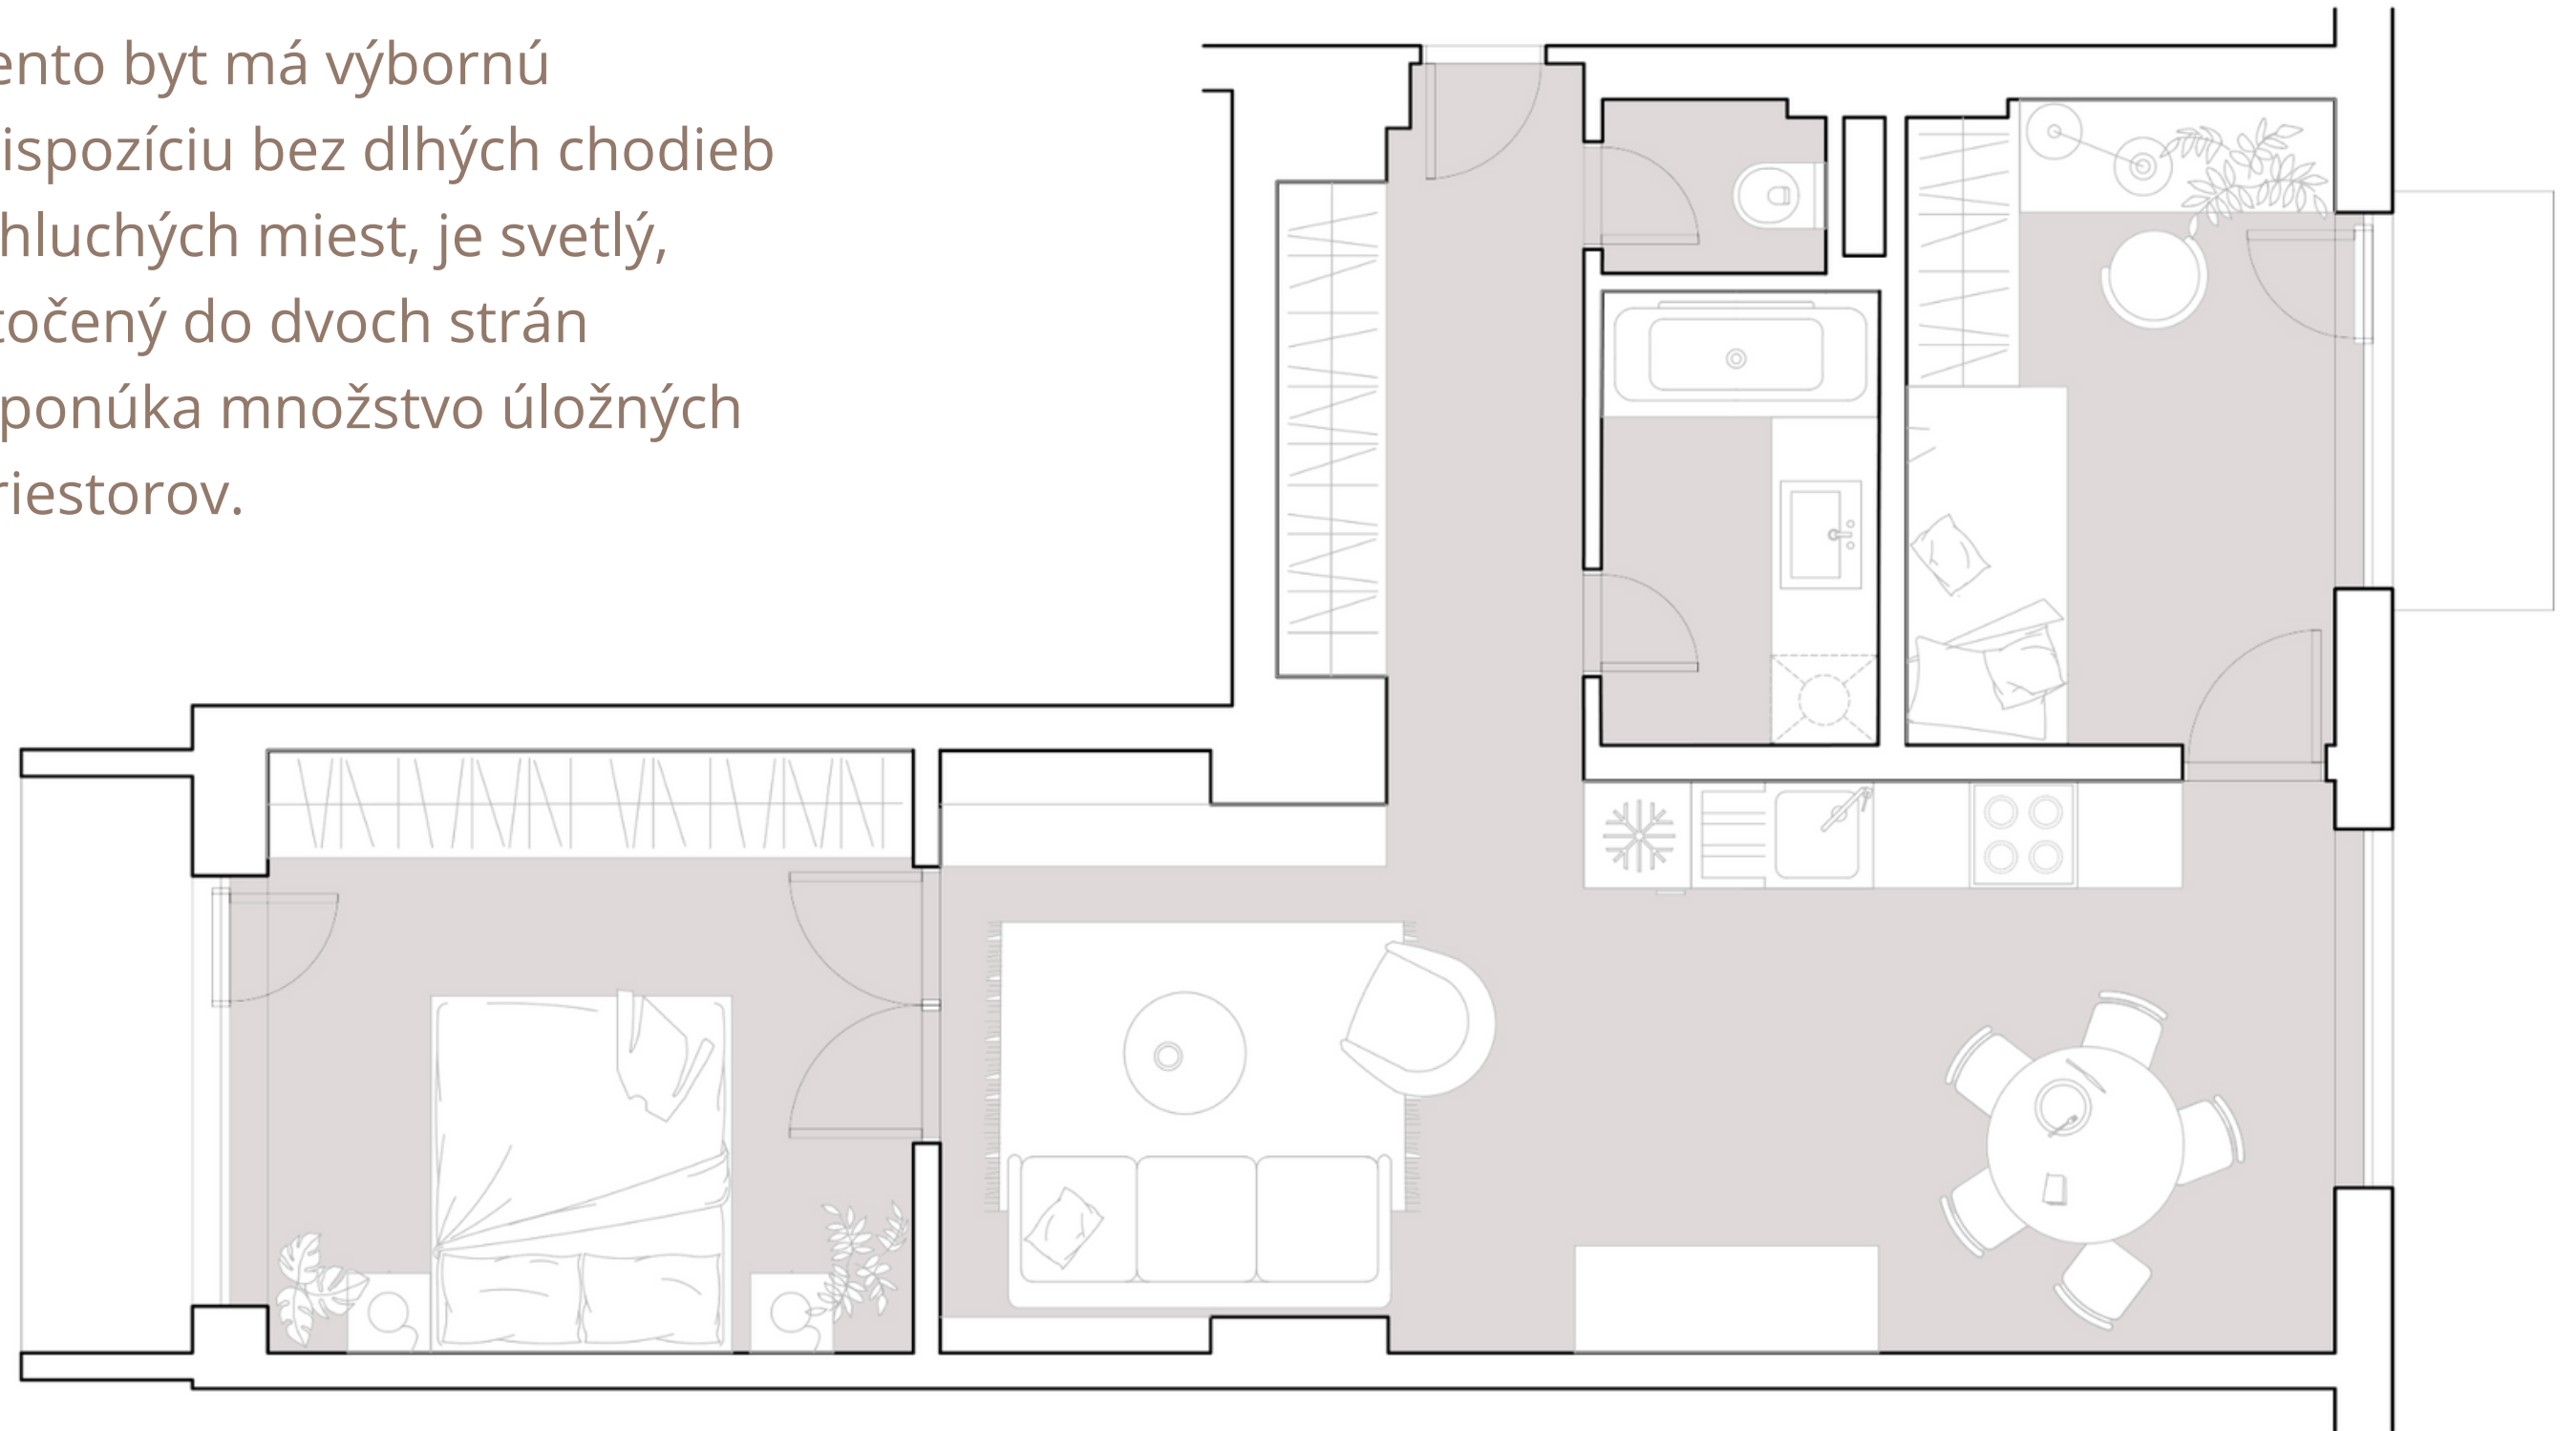 ento byt má výbornú
ispozíciu bez dlhých chodieb
hluchých miest, je svetlý,
točený do dvoch strán
ponúka množstvo úložných
riestorov.